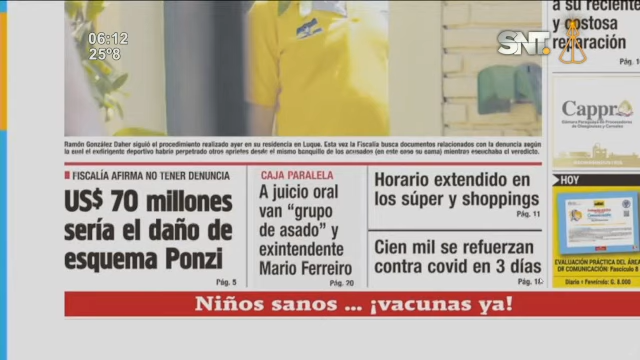 06:12
25°8
SNT
a su reciente
y costosa
reparación
Cappro
Ramón González Daher siguió el procedimiento realizado ayer en su residencia en Luque. Esta vez la Fiscalía busca documentos relacionados con la denuncia según
la cual el exdirigente deportivo habría perpetrado otros aprietes desde el mismo banquillo de los acusados (en este caso su cama) mientras escuchaba el veredicto.
FISCALÍA AFIRMA NO TENER DENUNCIA
US$ 70 millones
sería el daño de
esquema Ponzi
Pág. 5
CAJA PARALELA
A juicio oral
van “grupo
de asado” y
exintendente
Mario Ferreiro
Pág. 20
Horario extendido en
los súper y shoppings
Pág. 11
Cien mil se refuerzan
contra covid en 3 días
HOY
EVALUACIÓN PRÁCTICA DEL ÁREA
DE COMUNICACIÓN: Fascículo 8
Diario + Fascículo: G. 8.000
Niños sanos ... ¡vacunas ya!